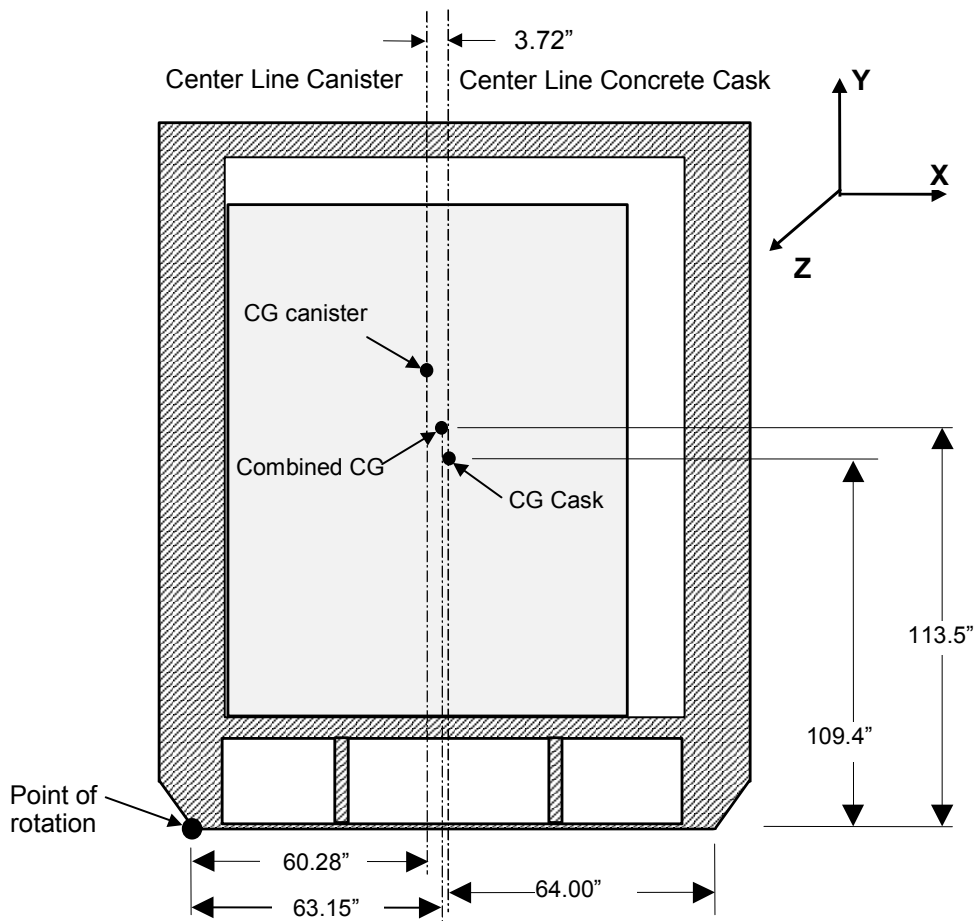 3.72”
Center Line Canister
Center Line Concrete Cask
Y
X
Z
CG canister
Combined CG
CG Cask
113.5”
109.4”
Point of
rotation
60.28”
63.15”
64.00”